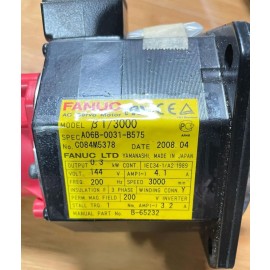 FANUC
AC Servo Motor
MODEL β 1/3000
SPEC. A06B-0031-B575
No. C084M5378 DATE 2008.04
FANUC LTD YAMANASHI MADE IN JAPAN
OUTPUT 0.3 kW CONT. IEC34-1/A2:1989
VOLT. 144 V AMP(~) 4.1 A
FREQ. 200 Hz SPEED 3000 min
INSULATION F 3 PHASE WINDING CONN Y
PERM MAG FIELD 200 V INVERTER
STALL TRQ Nm AMP(~) 3.2 A
MANUAL PART No. B-65232